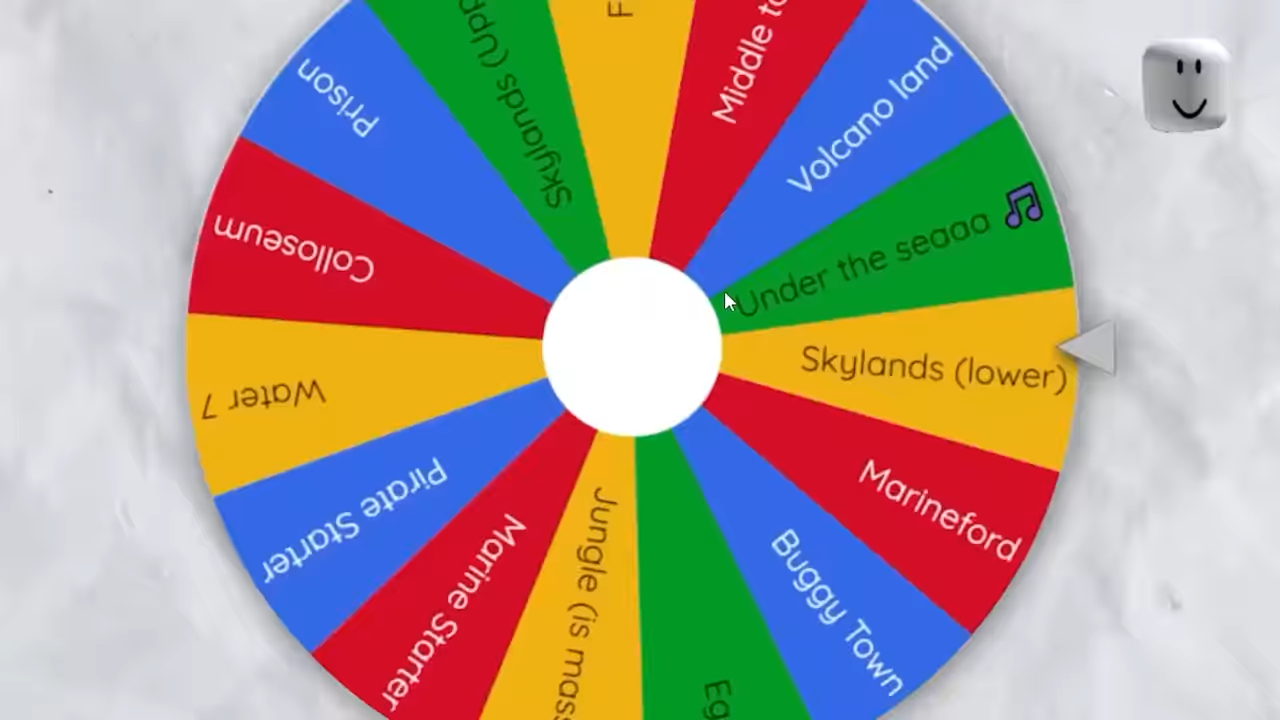 Middle to
Volcano land
Under the seaaa 🎵
Skylands (lower)
Marineford
Buggy Town
Eg
Jungle (is mass
Marine Starter
Pirate Starter
Water 7
Colloseum
Prison
Skylands (Upp
F